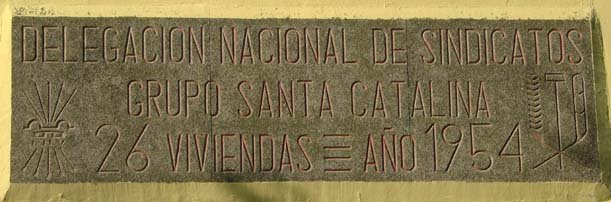 DELEGACION NACIONAL DE SINDICATOS
GRUPO SANTA CATALINA
26 VIVIENDAS AÑO 1954